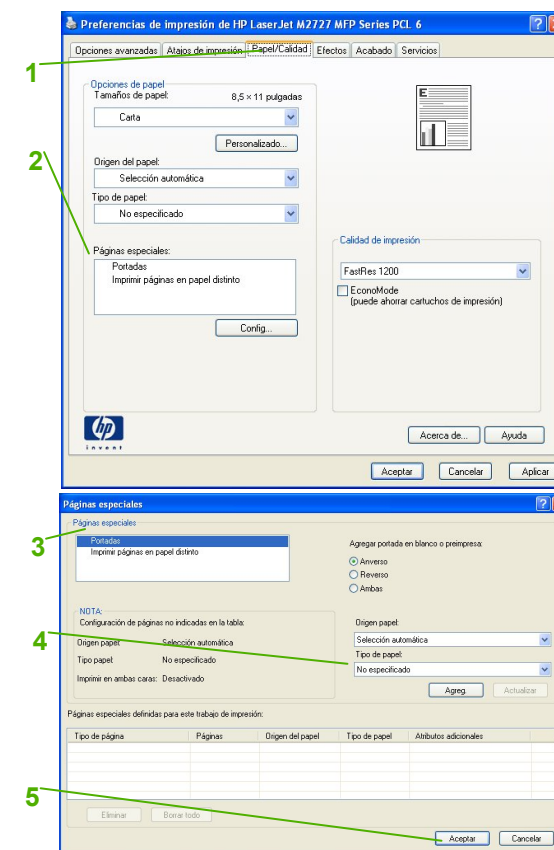 Preferencias de impresión de HP LaserJet M2727 MFP Series PCL 6
Opciones avanzadas Atajos de impresión Papel/Calidad Efectos Acabado Servicios
1
Opciones de papel
Tamaños de papel: 8,5 × 11 pulgadas
Carta
Personalizado...
2
Origen del papel:
Selección automática
Tipo de papel:
No especificado
Páginas especiales:
Portadas
Imprimir páginas en papel distinto
Config...
E
Calidad de impresión
FastRes 1200
EconoMode
(puede ahorrar cartuchos de impresión)
hp
invent
Acerca de... Ayuda
Aceptar Cancelar Aplicar
Páginas especiales
Páginas especiales
3
Portadas
Imprimir páginas en papel distinto
Agregar portada en blanco o preimpresa:
Anverso
Reverso
Ambas
NOTA:
Configuración de páginas no indicadas en la tabla:
Origen papel: Selección automática
Tipo papel: No especificado
Imprimir en ambas caras: Desactivado
4
Origen papel:
Selección automática
Tipo de papel:
No especificado
Agreg. Actualizar
Páginas especiales definidas para este trabajo de impresión:
Tipo de página Páginas Origen del papel Tipo de papel Atributos adicionales
5
Eliminar Borrar todo
Aceptar Cancelar